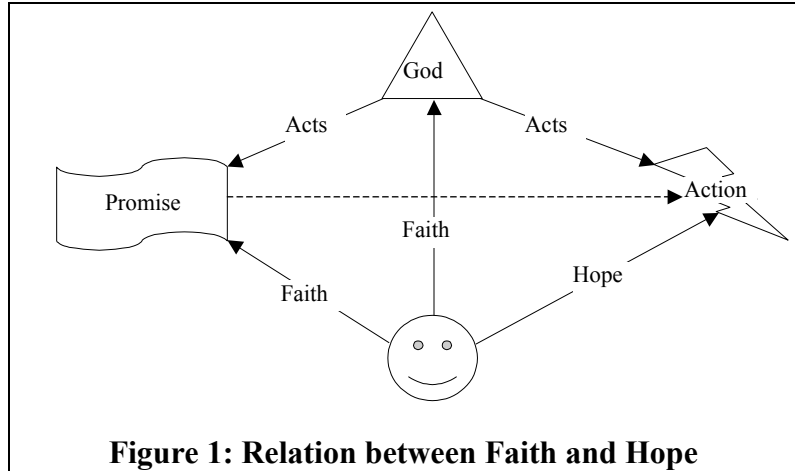 God
Acts
Acts
Promise
Action
Faith
Faith
Hope
Figure 1: Relation between Faith and Hope